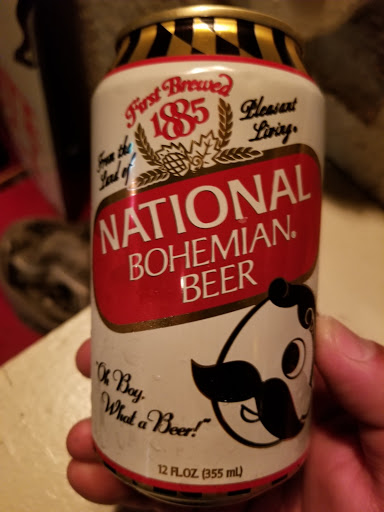 First Brewed
1885
From the
Land of
Pleasant
Living.
NATIONAL
BOHEMIAN®
BEER
"Oh Boy,
What a Beer!"
12 FL.OZ. (355 mL)